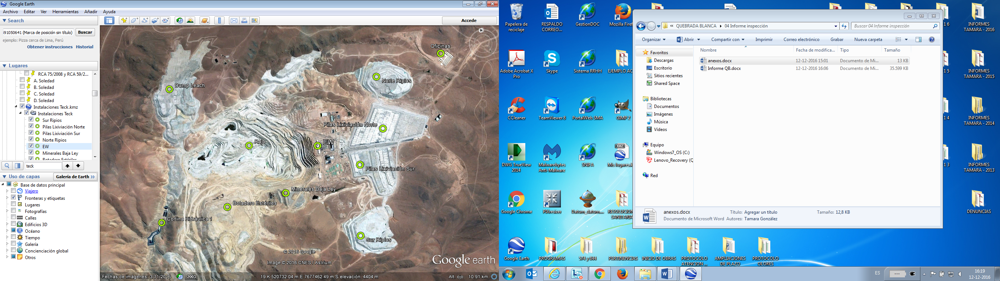 Google Earth
Archivo Editar Ver Herramientas Añadir Ayuda
Search
91050641 (Marca de posición sin título) Buscar
ejemplo: Pizza cerca de Lima, Perú
Obtener instrucciones Historial
Lugares
RCA 75/2008 y RCA 59/2...
A. Soledad
B. Soledad
C. Soledad
D. Soledad
Instalaciones Teck.kmz
Instalaciones Teck
Sur Ripios
Pilas Lixiviación Norte
Pilas Lixiviación Sur
Norte Ripios
EW
Minerales Baja Ley
Botadero Estériles
teck
Uso de capas Galería de Earth »
Base de datos principal
Viajero
Fronteras y etiquetas
Lugares
Fotografías
Calles
Edificios 3D
Océano
Tiempo
Galería
Concienciación global
Otros
Accede
N
Oficinas
Norte Ripios
Dump Leach
Pilas Lixiviación Norte
Rajo
EW
Pilas Lixiviación Sur
Minerales Baja Ley
Botadero Estériles
Cortina Hidráulica 1
Sur Ripios
© 2016 Google
Image © 2016 CNES / Astrium
Google earth
Fechas de imágenes: 3/11/2016 2003 19 K 520732.04 m E 7677462.49 m S elevación 4404 m Alt. ojo 10.91 km
Papelera de reciclaje
RESPALDO CORREO...
GestionDOC
Mozilla Firef
Adobe Acrobat X Pro
Skype
Sistema RRHH
EJEMPLO AC
CCleaner
TeamViewer 8
PortalWeb SMA
GIMP 2
DWG TrueView 2014
Malwarebytes Anti-Malware
SNIFA
KMZ
Mis lugares.k
Google Chrome
PIXresizer
Datum_datum....
RESOLUCION SANITARIA
Google Earth
PROGRAMAS
574 y 844
PERTINENCIAS
INICIO DE OBRAS
PROTOCOLO ATENCION ...
AMPLIACIONES DE PLAZO
PROTOCOLO OLORES
« QUEBRADA BLANCA 04 Informe inspección
Buscar 04 Informe inspección
Organizar Abrir Compartir con Imprimir Correo electrónico Grabar Nueva carpeta
Favoritos
Descargas
Escritorio
Sitios recientes
Shared Space
Bibliotecas
Documentos
Imágenes
Música
Vídeos
Equipo
Windows7_OS (C:)
Lenovo_Recovery (Q
Red
Nombre Fecha de modifica... Tipo Tamaño
anexos.docx 12-12-2016 15:01 Documento de Mi... 13 KB
Informe QB.docx 12-12-2016 16:06 Documento de Mi... 35.599 KB
anexos.docx Título: Agregar un título Tamaño: 12,8 KB
Documento de Microsoft Word Autores: Tamara González
1 6
1 5
1 4
1 3
INFORMES TAMARA - 2016
INFORMES TAMARA - 2015
INFORMES TAMARA - 2014
INFORMES TAMARA - 2013
DENUNCIAS
ES
16:19
12-12-2016